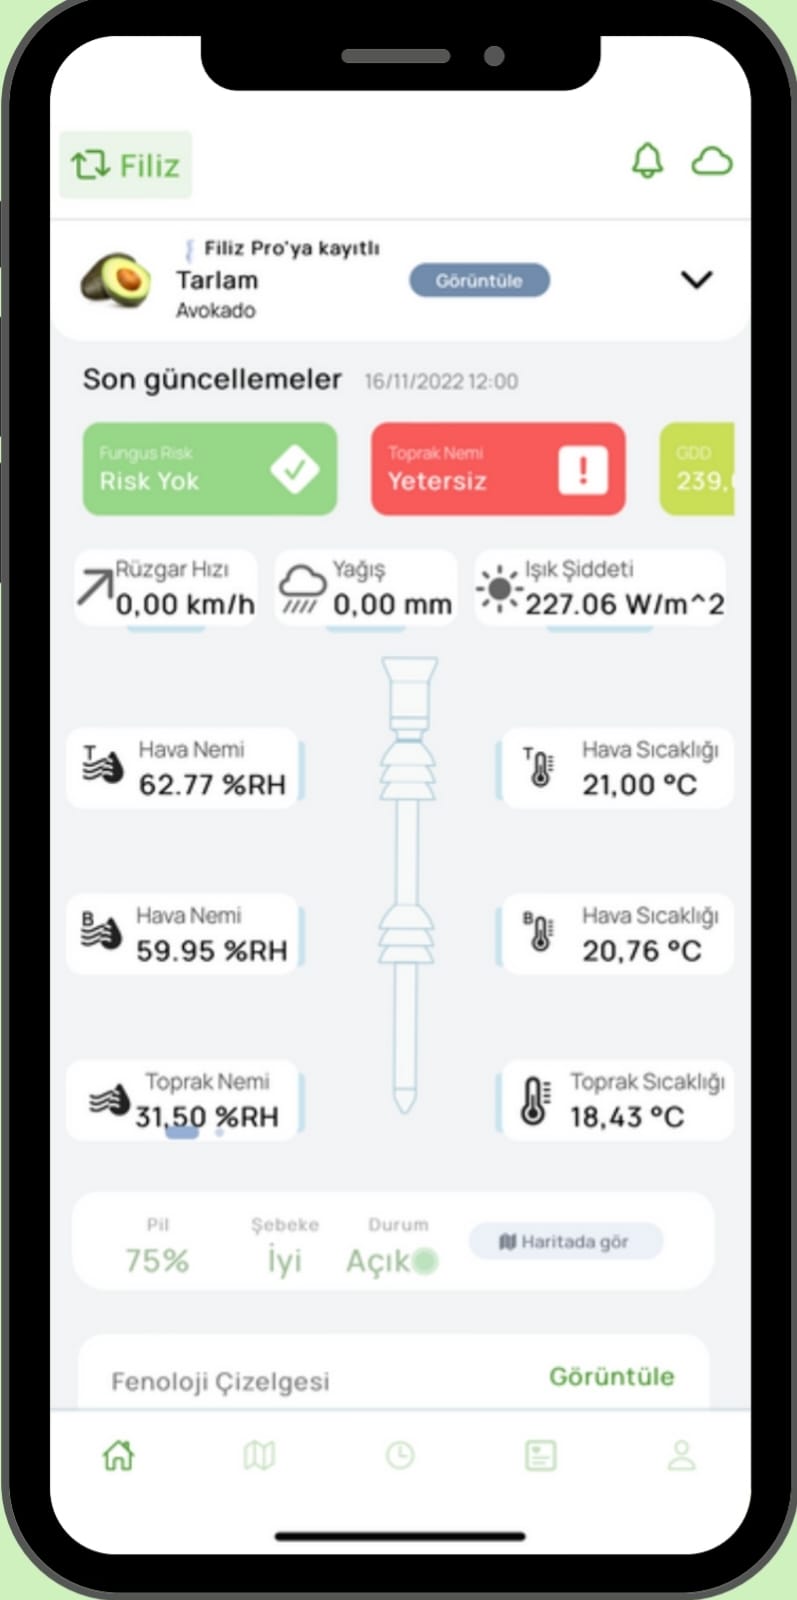 Filiz
Filiz Pro'ya kayıtlı
Tarlam
Avokado
Görüntüle
Son güncellemeler 16/11/2022 12:00
Fungus Risk
Risk Yok
Toprak Nemi
Yetersiz
GDD
239,
Rüzgar Hızı
0,00 km/h
Yağış
0,00 mm
Işık Şiddeti
227.06 W/m^2
T
Hava Nemi
62.77 %RH
T
Hava Sıcaklığı
21,00 °C
B
Hava Nemi
59.95 %RH
B
Hava Sıcaklığı
20,76 °C
Toprak Nemi
31,50 %RH
Toprak Sıcaklığı
18,43 °C
Pil
75%
Şebeke
İyi
Durum
Açık
Haritada gör
Fenoloji Çizelgesi
Görüntüle